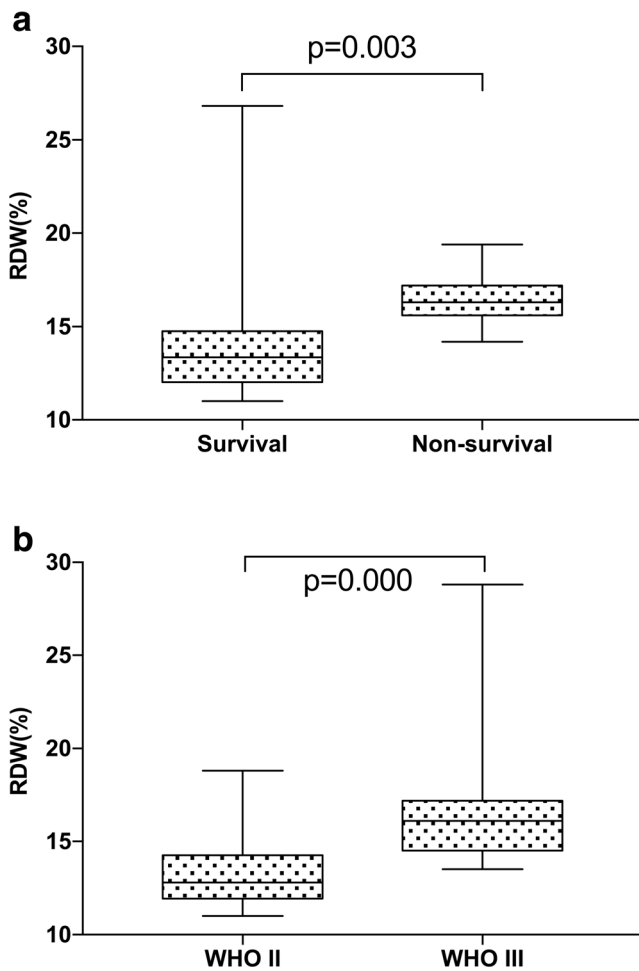 a
p=0.003
30
25
20
15
10
RDW(%)
Survival Non-survival
b
p=0.000
30
25
20
15
10
RDW(%)
WHO II WHO III